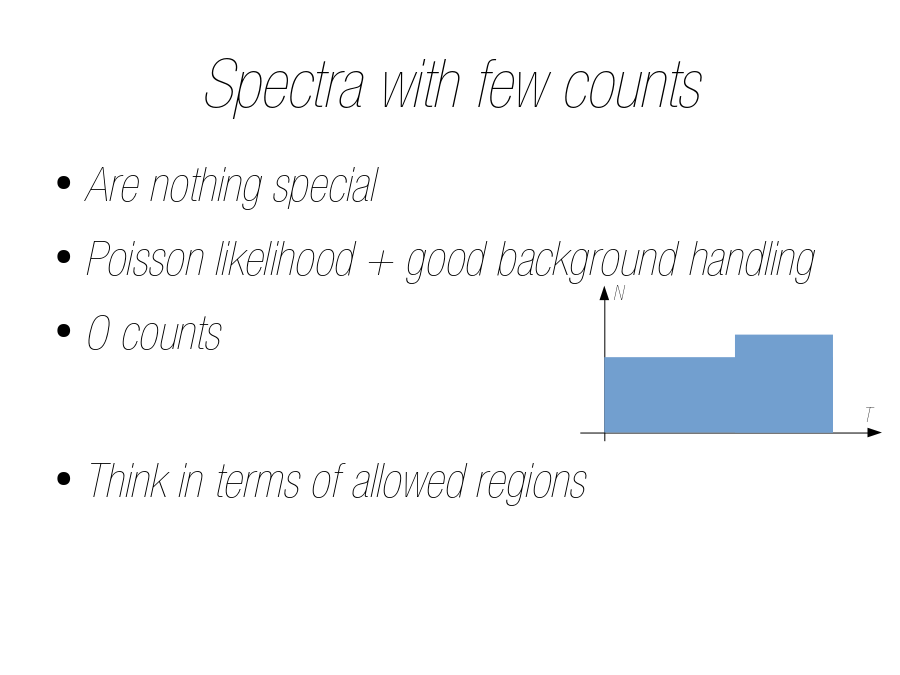 Spectra with few counts
• Are nothing special
• Poisson likelihood + good background handling
N
• 0 counts
T
• Think in terms of allowed regions